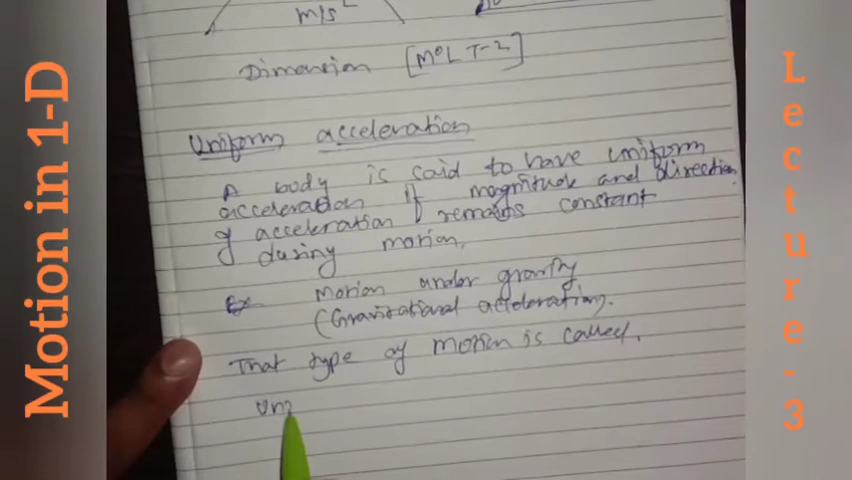 Motion in 1-D
Lecture-3
m/s²
Dimension [M⁰L T-2]
Uniform acceleration
A body is said to have uniform
acceleration If magnitude and direction
of acceleration remains constant
during motion.
Ex Motion under gravity
(Gravitational acceleration).
That type of motion is called.
Un